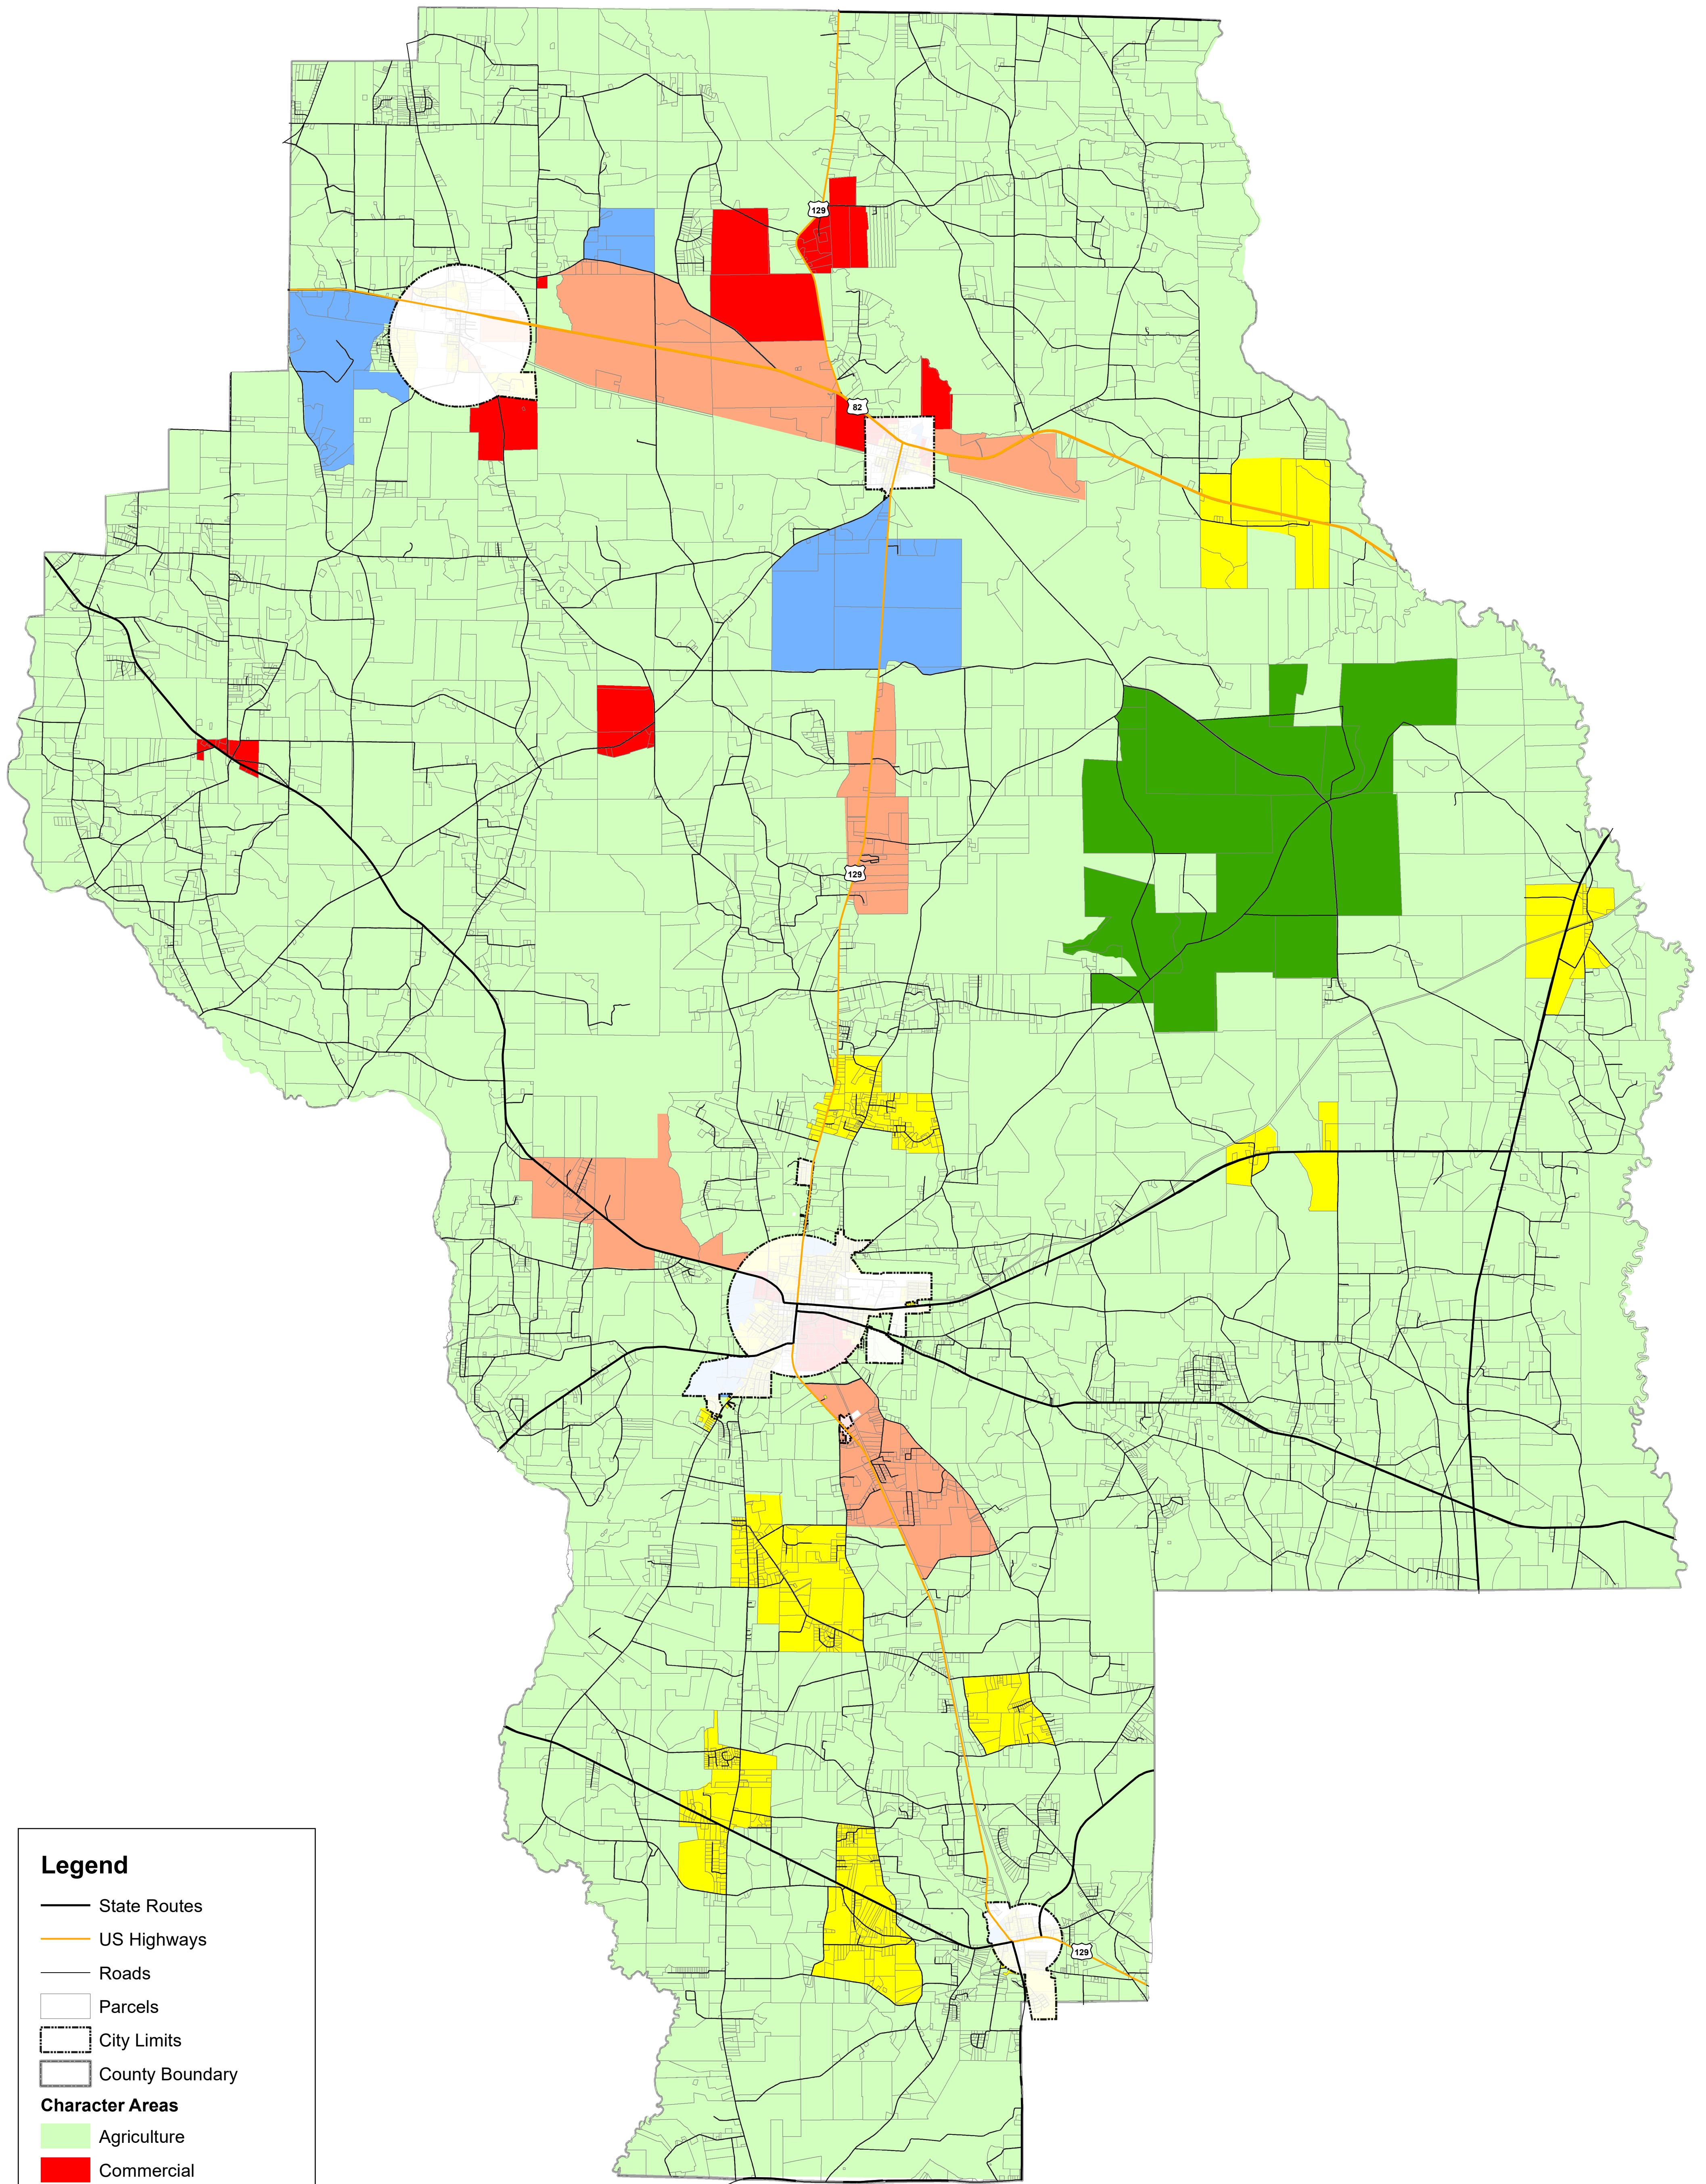 129
82
129
129
Legend
State Routes
US Highways
Roads
Parcels
City Limits
County Boundary
Character Areas
Agriculture
Commercial